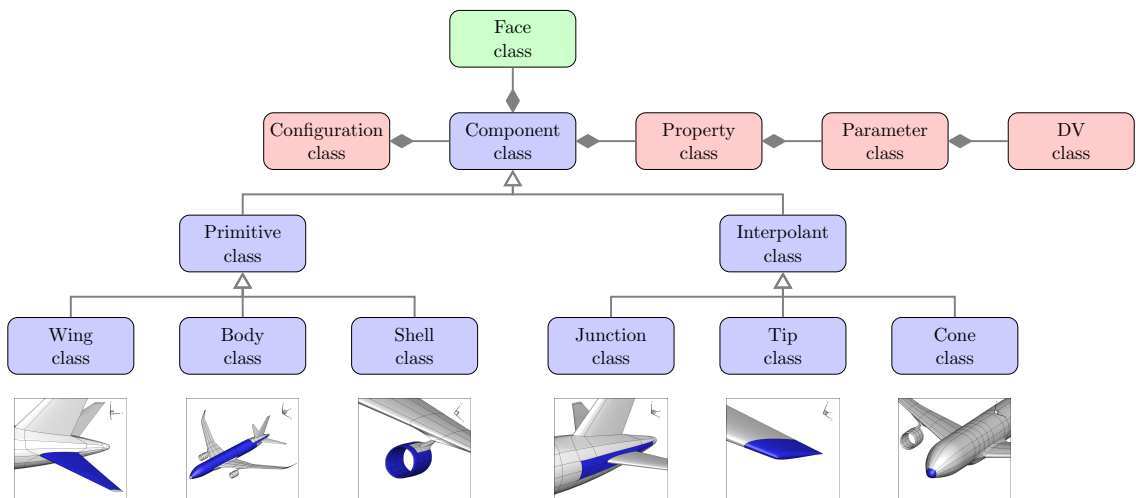 Face
class
Configuration
class
Component
class
Property
class
Parameter
class
DV
class
Primitive
class
Interpolant
class
Wing
class
Body
class
Shell
class
Junction
class
Tip
class
Cone
class